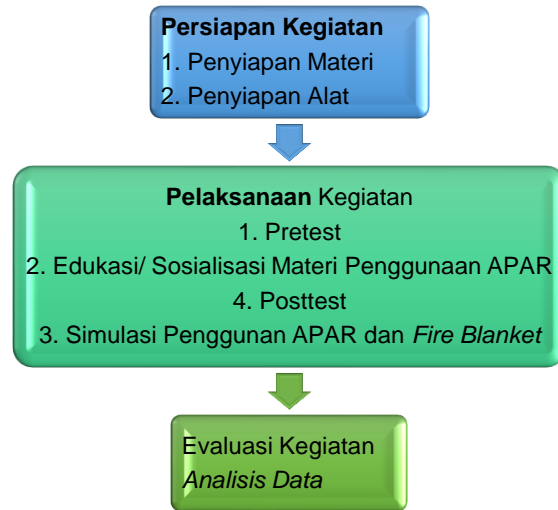 Persiapan Kegiatan
1. Penyiapan Materi
2. Penyiapan Alat
Pelaksanaan Kegiatan
1. Pretest
2. Edukasi/ Sosialisasi Materi Penggunaan APAR
4. Posttest
3. Simulasi Penggunan APAR dan Fire Blanket
Evaluasi Kegiatan
Analisis Data